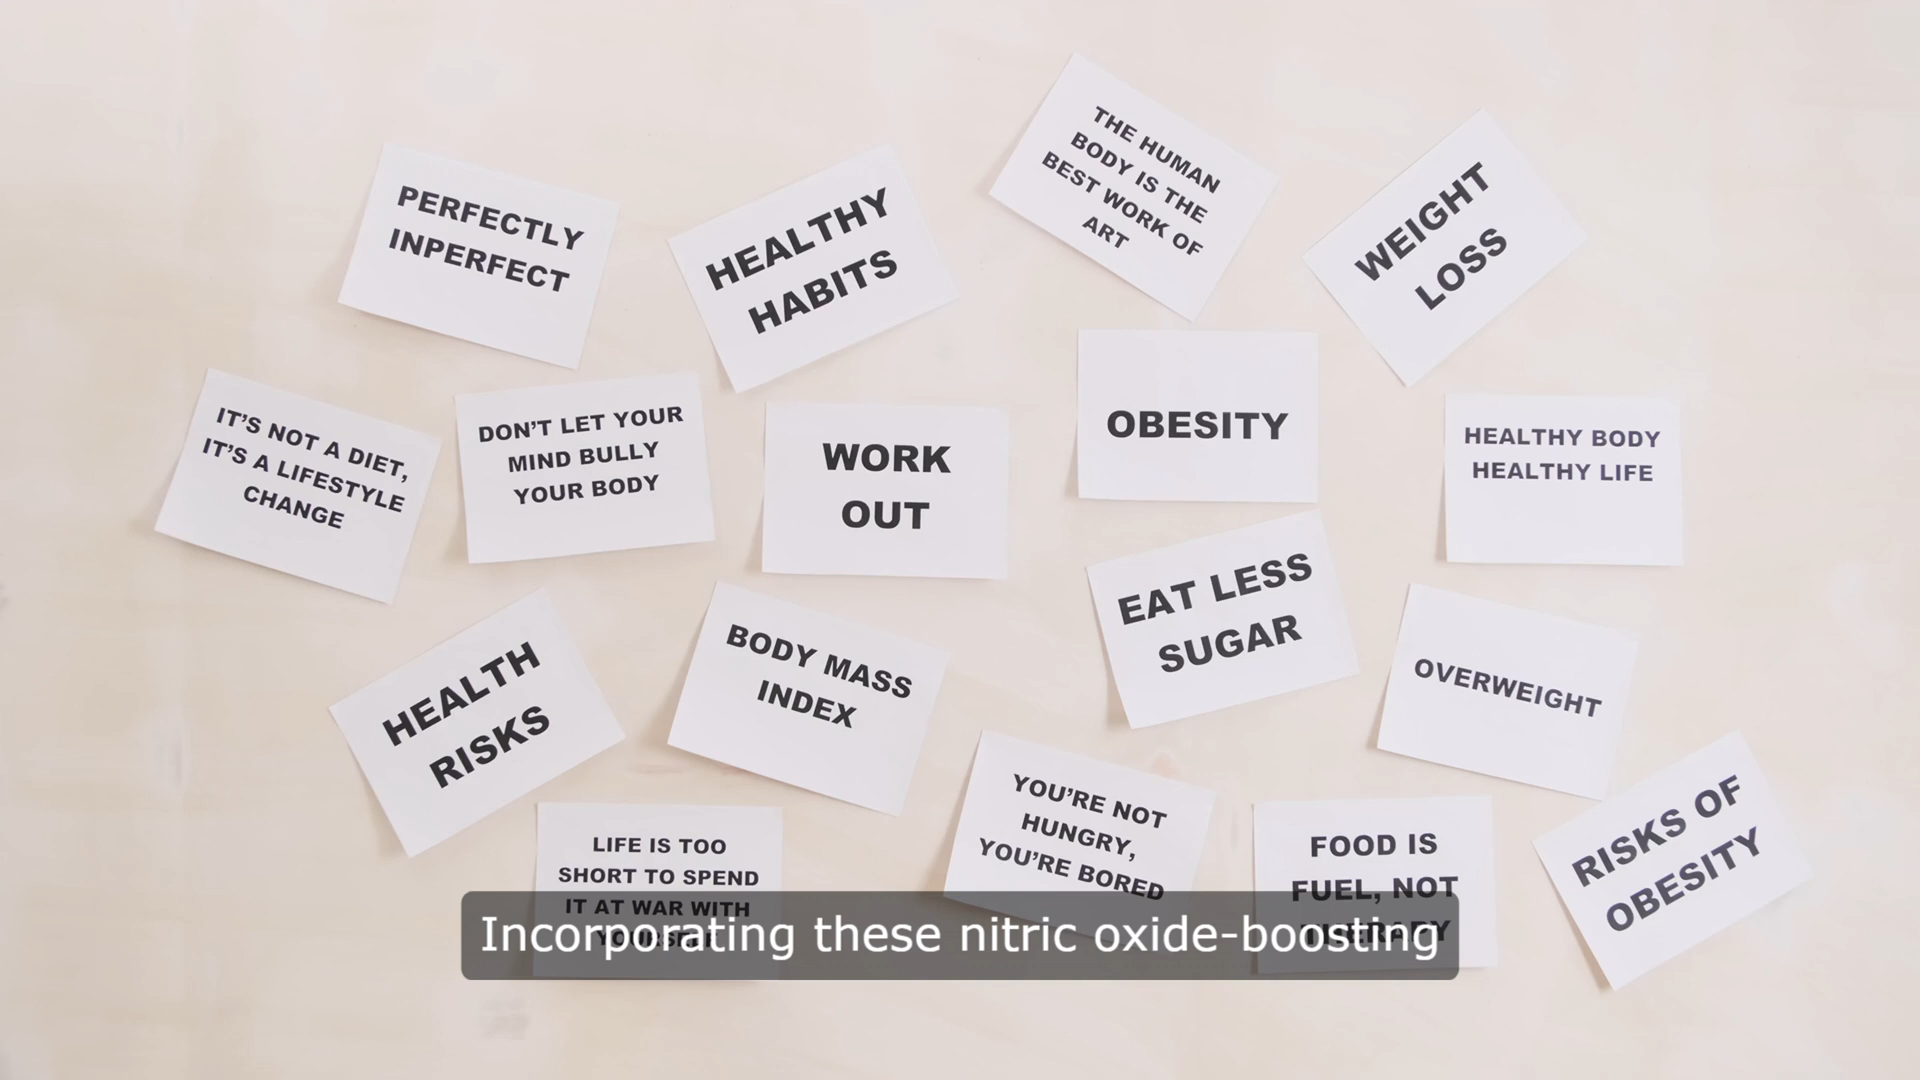 PERFECTLY
INPERFECT
HEALTHY
HABITS
THE HUMAN
BODY IS THE
BEST WORK OF
ART
WEIGHT
LOSS
IT'S NOT A DIET,
IT'S A LIFESTYLE
CHANGE
DON'T LET YOUR
MIND BULLY
YOUR BODY
WORK
OUT
OBESITY
HEALTHY BODY
HEALTHY LIFE
HEALTH
RISKS
BODY MASS
INDEX
EAT LESS
SUGAR
OVERWEIGHT
LIFE IS TOO
SHORT TO SPEND
IT AT WAR WITH
YOURSELF
YOU'RE NOT
HUNGRY,
YOU'RE BORED
FOOD IS
FUEL, NOT
THERAPY
RISKS OF
OBESITY
Incorporating these nitric oxide-boosting